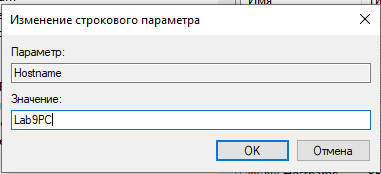 Имя
Изменение строкового параметра
Параметр:
Hostname
Значение:
Lab9PC
OK
Отмена